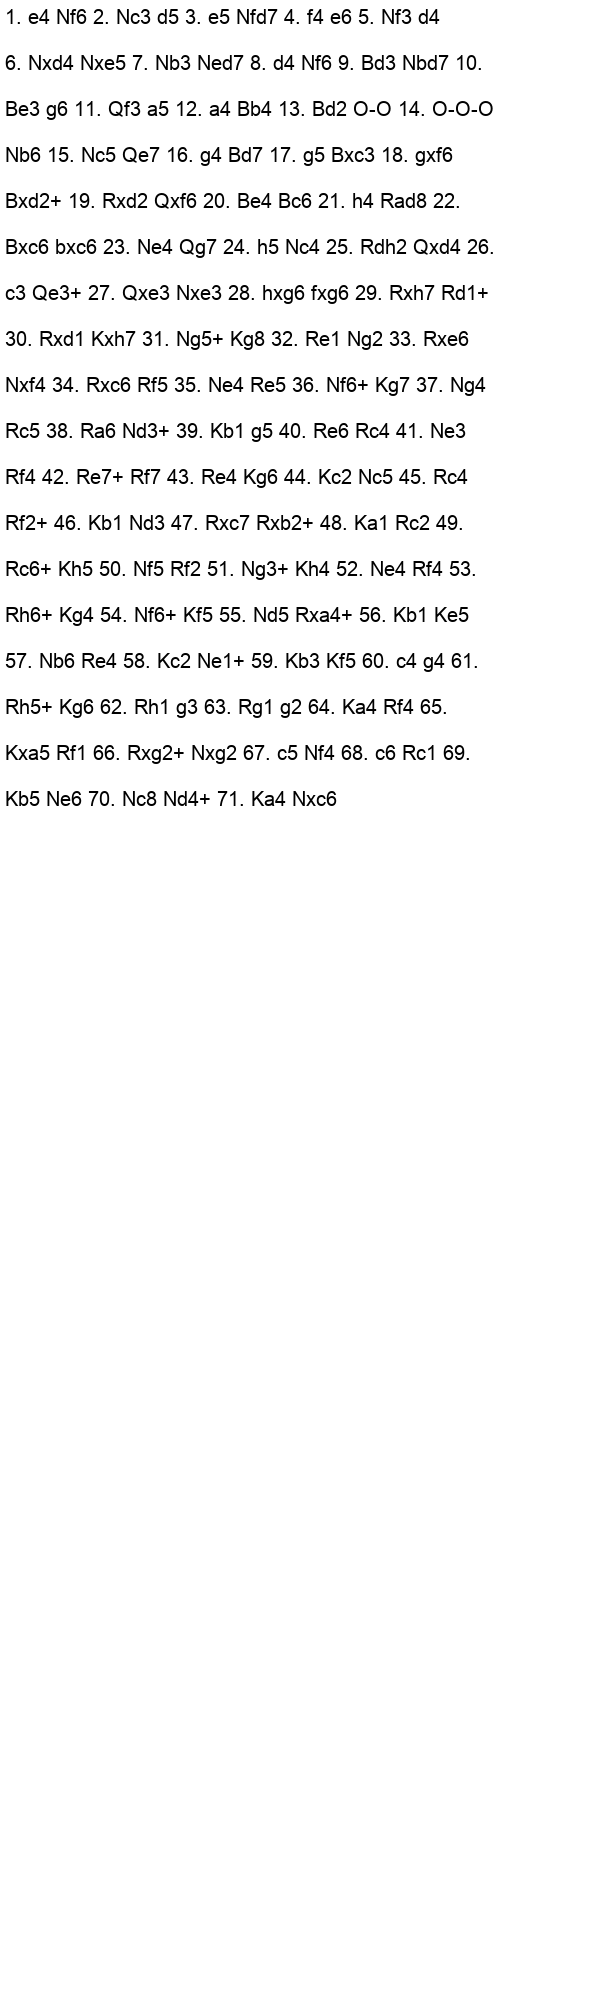 1. e4 Nf6 2. Nc3 d5 3. e5 Nfd7 4. f4 e6 5. Nf3 d4
6. Nxd4 Nxe5 7. Nb3 Ned7 8. d4 Nf6 9. Bd3 Nbd7 10.
Be3 g6 11. Qf3 a5 12. a4 Bb4 13. Bd2 O-O 14. O-O-O
Nb6 15. Nc5 Qe7 16. g4 Bd7 17. g5 Bxc3 18. gxf6
Bxd2+ 19. Rxd2 Qxf6 20. Be4 Bc6 21. h4 Rad8 22.
Bxc6 bxc6 23. Ne4 Qg7 24. h5 Nc4 25. Rdh2 Qxd4 26.
c3 Qe3+ 27. Qxe3 Nxe3 28. hxg6 fxg6 29. Rxh7 Rd1+
30. Rxd1 Kxh7 31. Ng5+ Kg8 32. Re1 Ng2 33. Rxe6
Nxf4 34. Rxc6 Rf5 35. Ne4 Re5 36. Nf6+ Kg7 37. Ng4
Rc5 38. Ra6 Nd3+ 39. Kb1 g5 40. Re6 Rc4 41. Ne3
Rf4 42. Re7+ Rf7 43. Re4 Kg6 44. Kc2 Nc5 45. Rc4
Rf2+ 46. Kb1 Nd3 47. Rxc7 Rxb2+ 48. Ka1 Rc2 49.
Rc6+ Kh5 50. Nf5 Rf2 51. Ng3+ Kh4 52. Ne4 Rf4 53.
Rh6+ Kg4 54. Nf6+ Kf5 55. Nd5 Rxa4+ 56. Kb1 Ke5
57. Nb6 Re4 58. Kc2 Ne1+ 59. Kb3 Kf5 60. c4 g4 61.
Rh5+ Kg6 62. Rh1 g3 63. Rg1 g2 64. Ka4 Rf4 65.
Kxa5 Rf1 66. Rxg2+ Nxg2 67. c5 Nf4 68. c6 Rc1 69.
Kb5 Ne6 70. Nc8 Nd4+ 71. Ka4 Nxc6